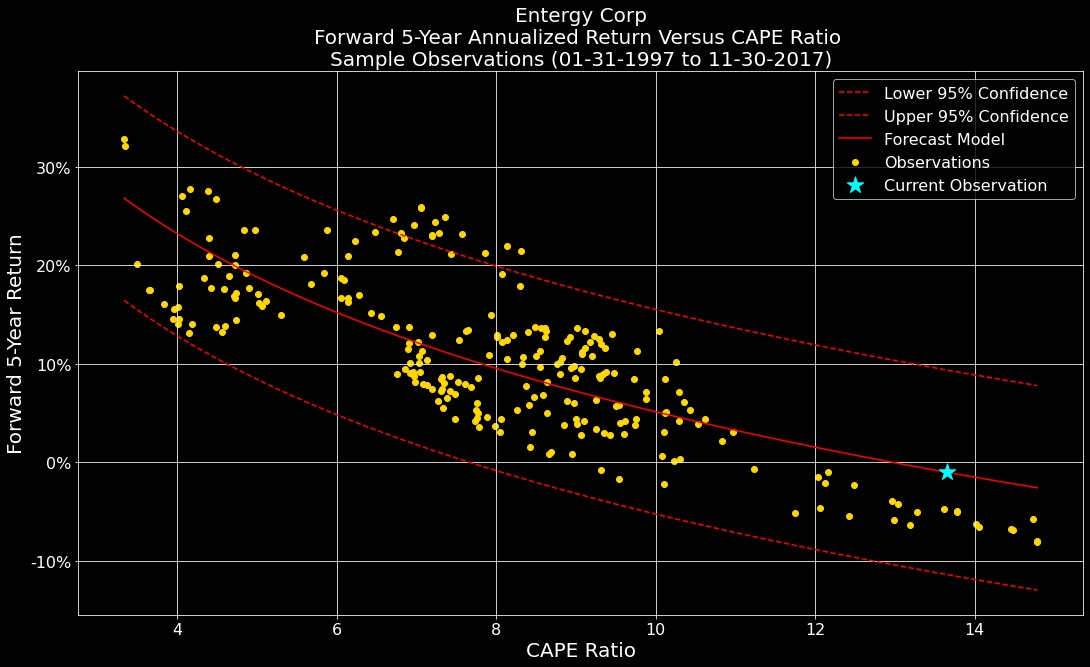 Entergy Corp
Forward 5-Year Annualized Return Versus CAPE Ratio
Sample Observations (01-31-1997 to 11-30-2017)
Lower 95% Confidence
Upper 95% Confidence
Forecast Model
Observations
Current Observation
Forward 5-Year Return
30%
20%
10%
0%
-10%
4 6 8 10 12 14
CAPE Ratio